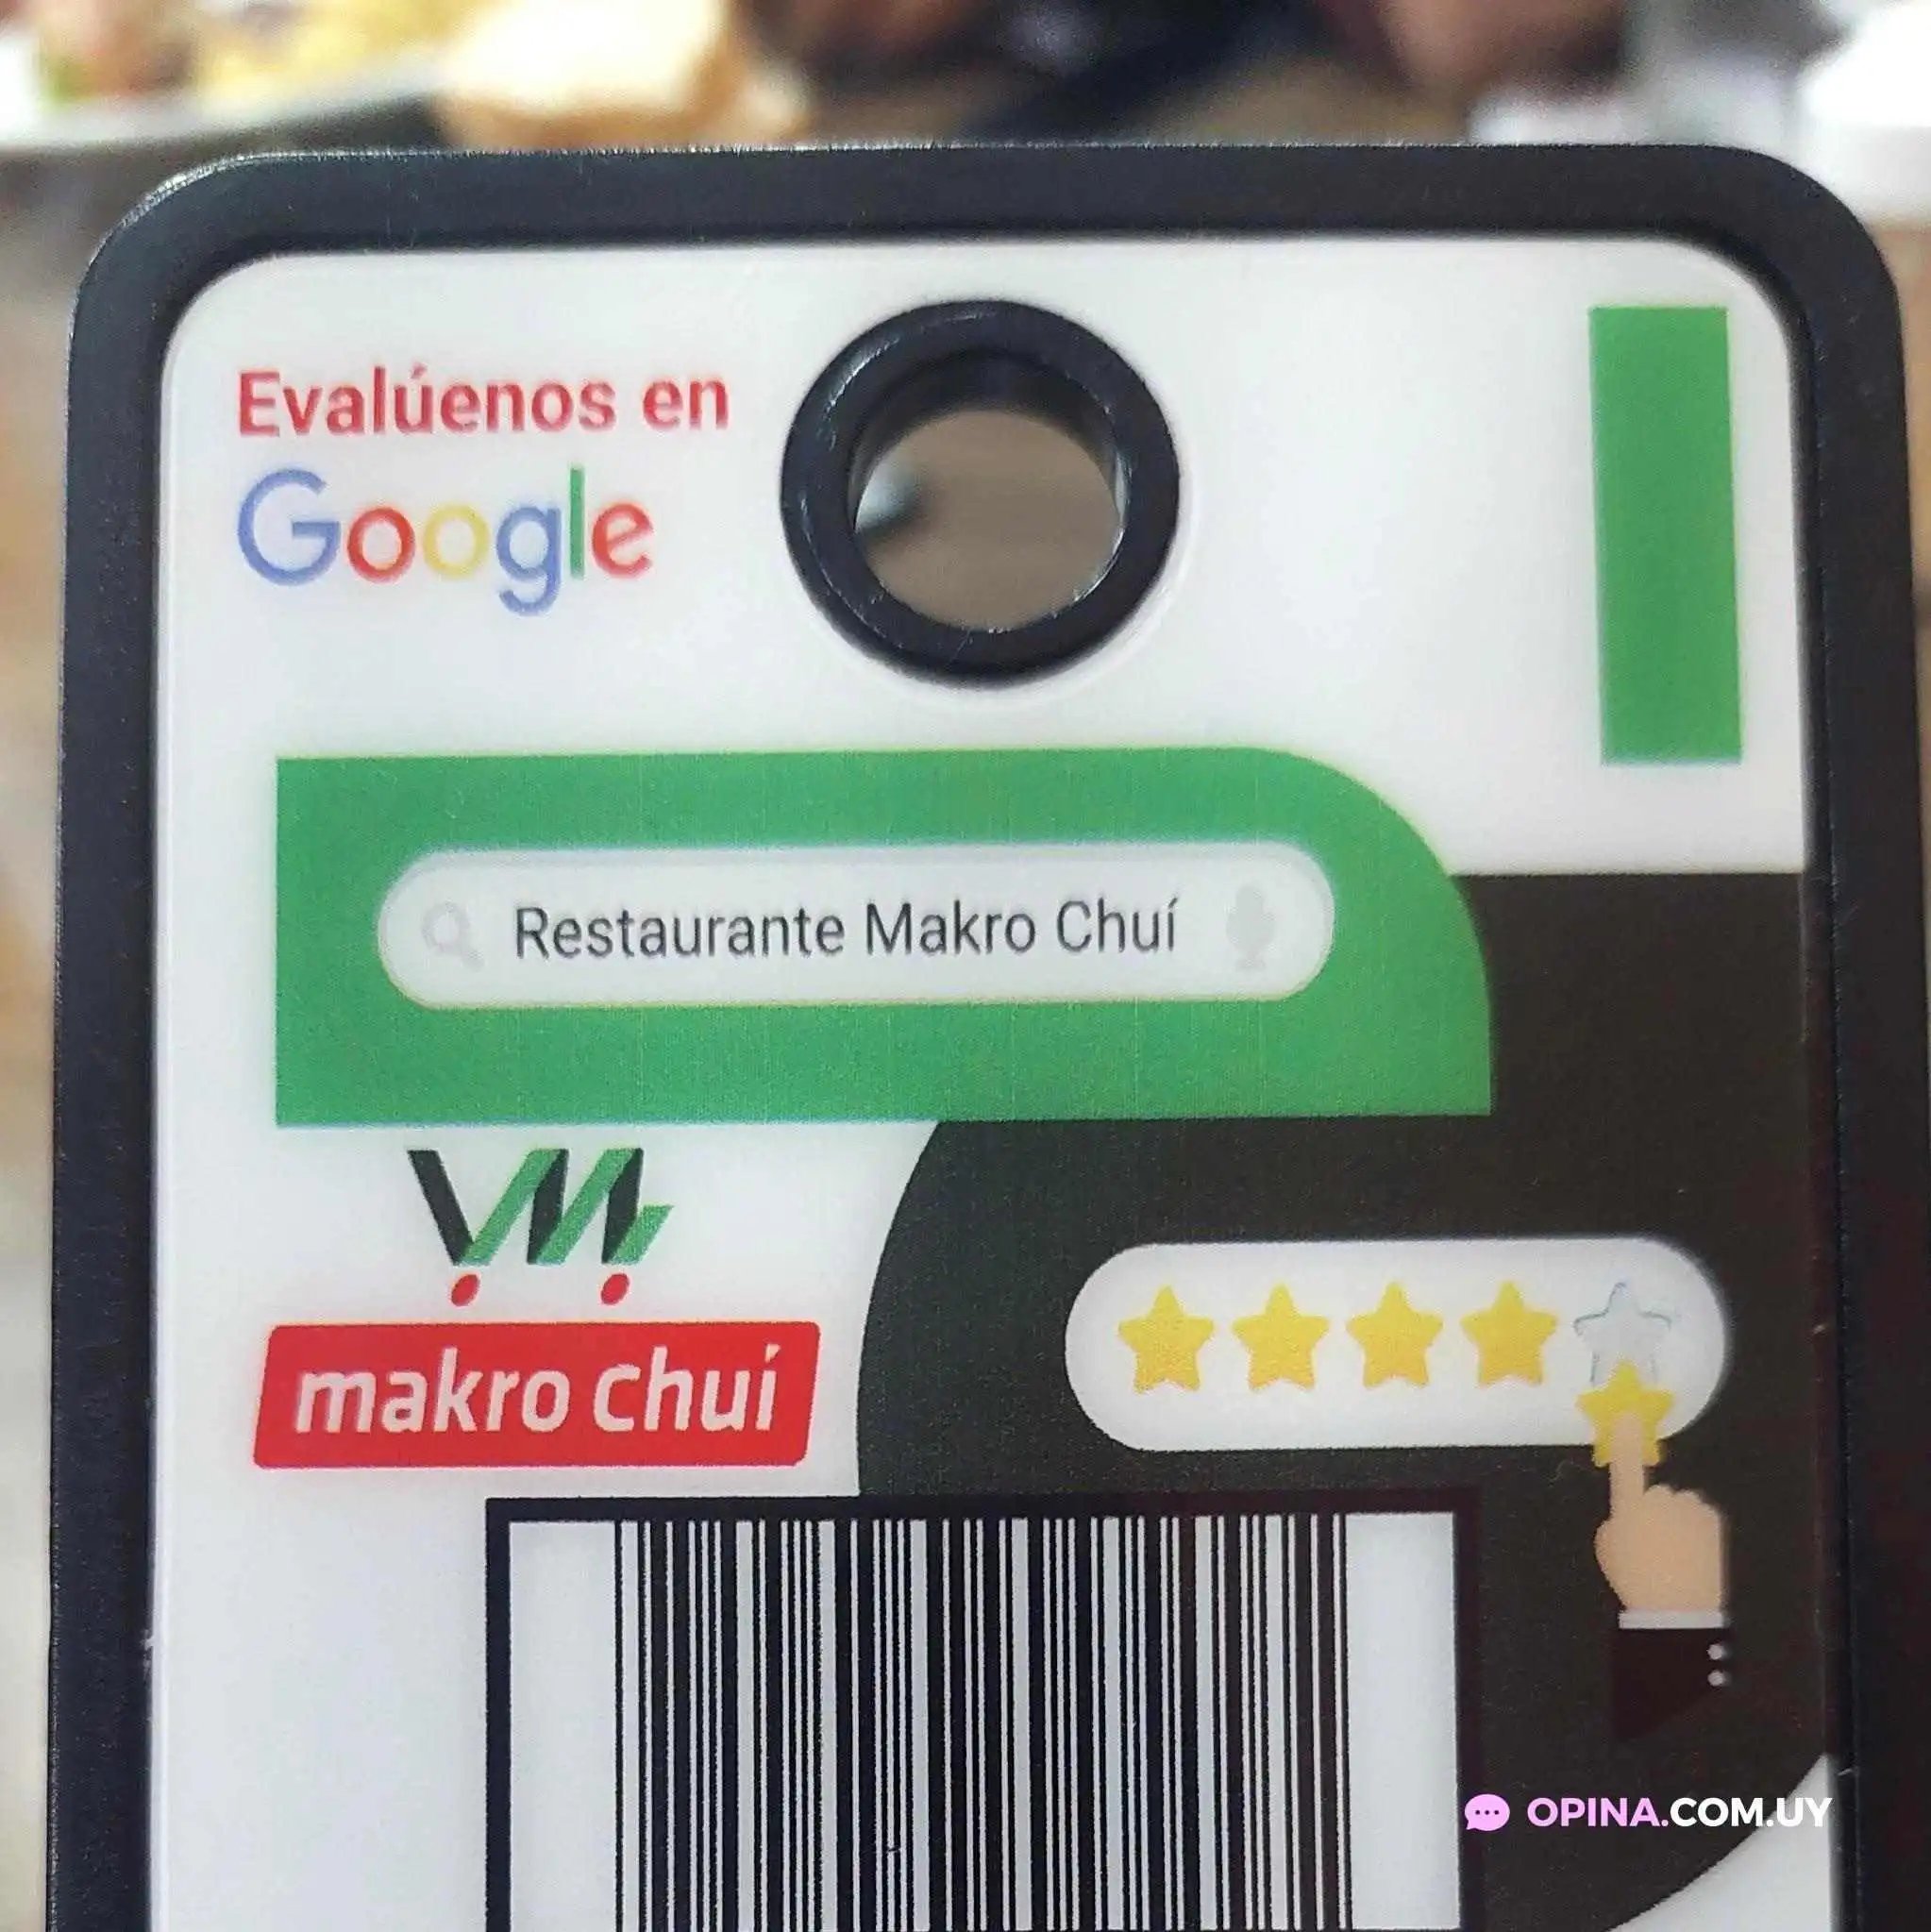 Evalúenos en
Google
Restaurante Makro Chuí
makro chuí
OPINA.COM.UY